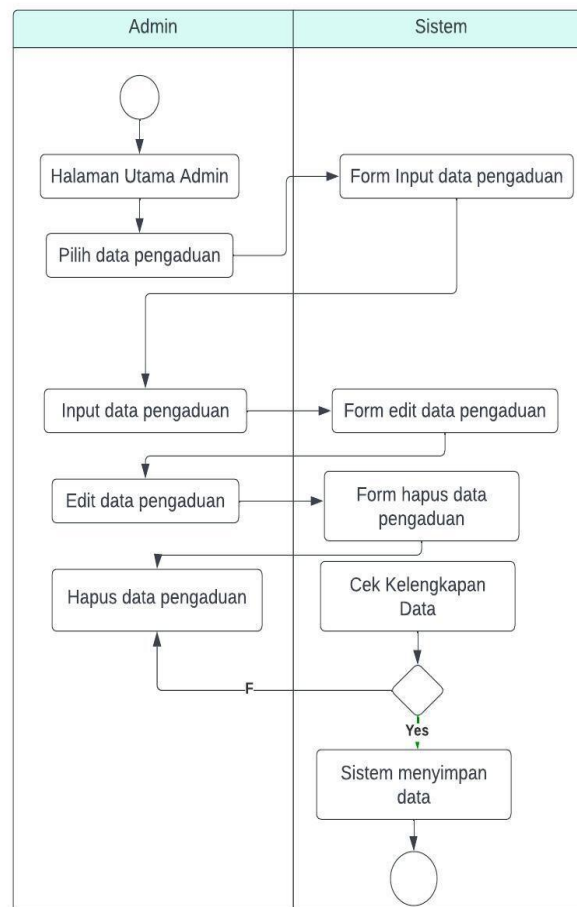 Admin
Sistem
Halaman Utama Admin
Form Input data pengaduan
Pilih data pengaduan
Input data pengaduan
Form edit data pengaduan
Edit data pengaduan
Form hapus data
pengaduan
Hapus data pengaduan
Cek Kelengkapan
Data
F
Yes
Sistem menyimpan
data